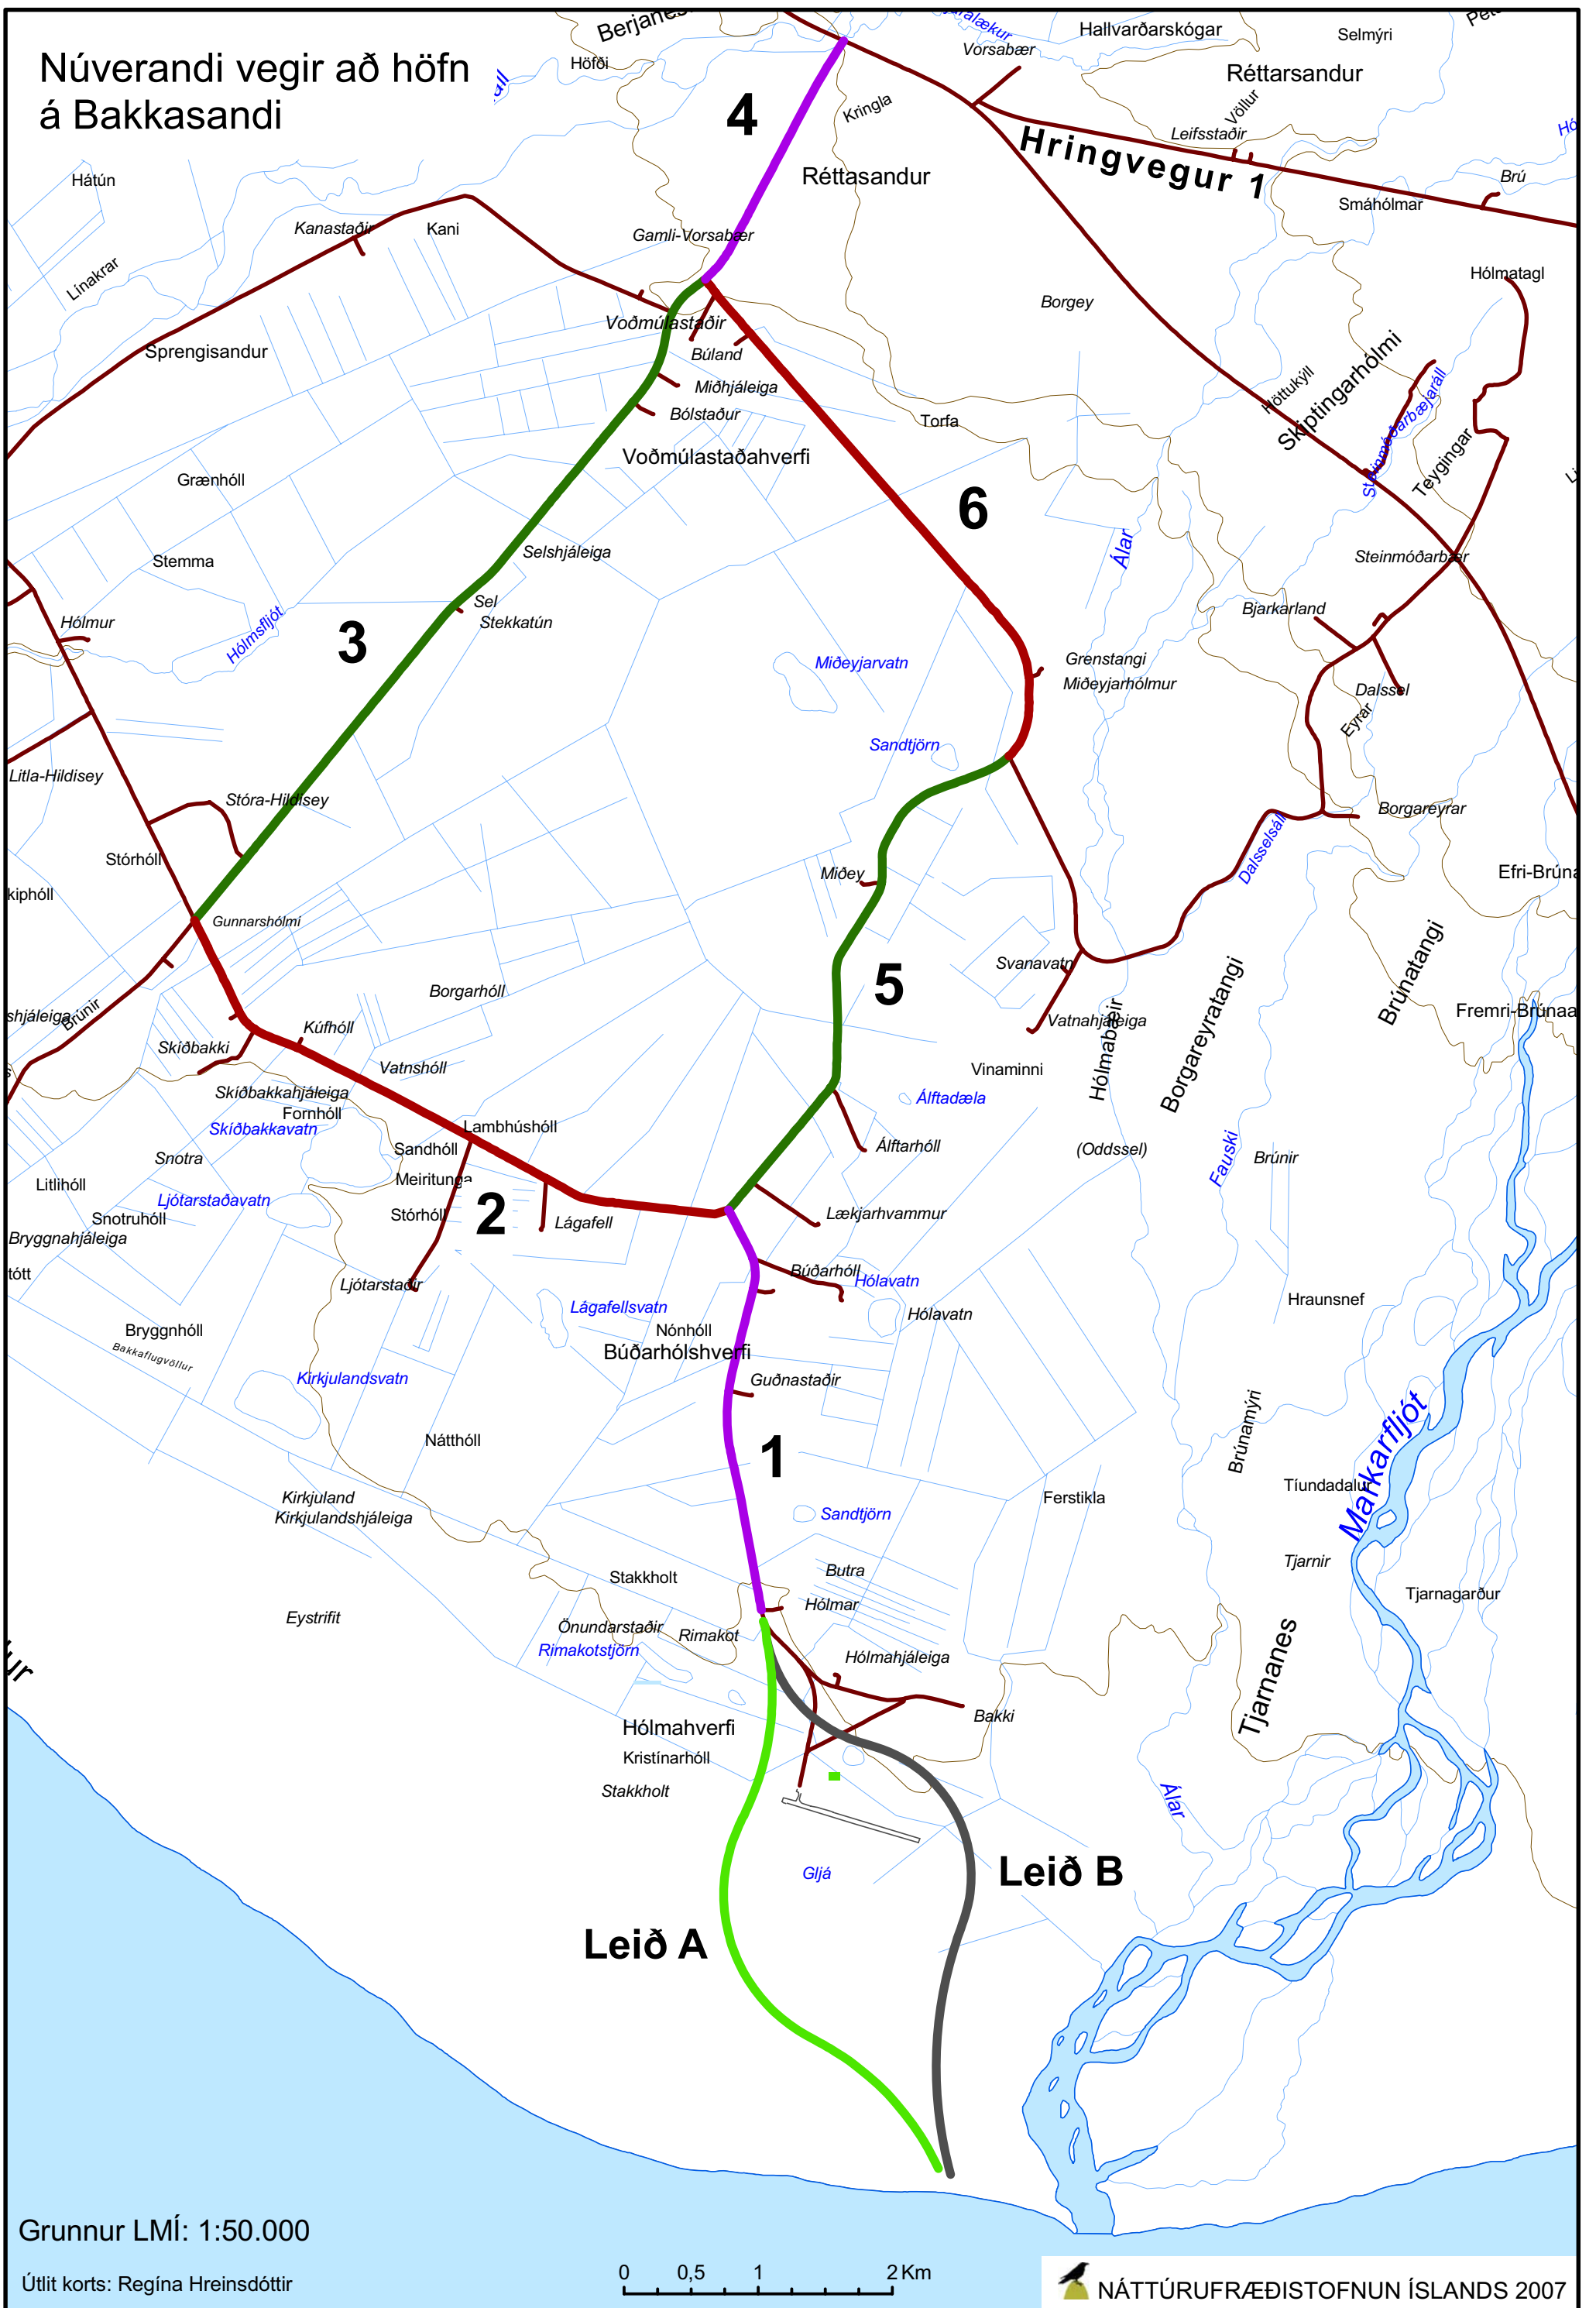 Núverandi vegir að höfn
á Bakkasandi
Höfði
Vorsabær
Hallvarðarskógar
Selmýri
Réttarsandur
Kringla
Völlur
Leifsstaðir
4
Hringvegur 1
Réttasandur
Brú
Smáhólmar
Hátún
Kanastaðir
Kani
Gamli-Vorsabær
Línakrar
Hólmatagl
Borgey
Sprengisandur
Voðmúlastaðir
Búland
Miðhjáleiga
Bólstaður
Höttukýll
Skiptingarhólmi
Steinmóðarbæjaráll
Torfa
Teygingar
Voðmúlastaðahverfi
Grænhóll
6
Stemma
Selshjáleiga
Álar
Steinmóðarbær
Sel
Stekkatún
Bjarkarland
Hólmur
Hólmsfljót
3
Miðeyjarvatn
Grenstangi
Miðeyjarhólmur
Dalssel
Eyrar
Sandtjörn
Litla-Hildisey
Stóra-Hildisey
Borgareyrar
Stórhóll
Dalsselsáll
Miðey
Gunnarshólmi
Brúnatangi
5
Svanavatn
Borgarhóll
Brúnir
Kúfhóll
Skíðbakki
Vatnahjáleiga
Hólmabæir
Borgareyratangi
Vatnshóll
Vinaminni
Skíðbakkahjáleiga
Fornhóll
Álftadæla
Skíðbakkavatn
Lambhúshóll
Sandhóll
Álftarhóll
(Oddssel)
Fauski
Brúnir
Snotra
Meiritunga
Litlihóll
Ljótarstaðavatn
Snotruhóll
Stórhóll
2
Lágafell
Lækjarhvammur
Bryggnahjáleiga
Ljótarstaðir
Búðarhóll
Hólavatn
Lágafellsvatn
Hólavatn
Hraunsnef
Bryggnhóll
Nónhóll
Búðarhólshverfi
Bakkaflugvöllur
Kirkjulandsvatn
Guðnastaðir
Brúnamýri
Markarfljót
Nátthóll
1
Tíundadalur
Kirkjuland
Kirkjulandshjáleiga
Ferstikla
Sandtjörn
Tjarnir
Stakkholt
Butra
Tjarnagarður
Hólmar
Eystrifit
Önundarstaðir
Rimakot
Rimakotstjörn
Hólmahjáleiga
Tjarnanes
Bakki
Hólmahverfi
Kristínarhóll
Stakkholt
Álar
Gljá
Leið B
Leið A
Grunnur LMÍ: 1:50.000
Útlit korts: Regína Hreinsdóttir
0 0,5 1 2 Km
NÁTTÚRUFRÆÐISTOFNUN ÍSLANDS 2007